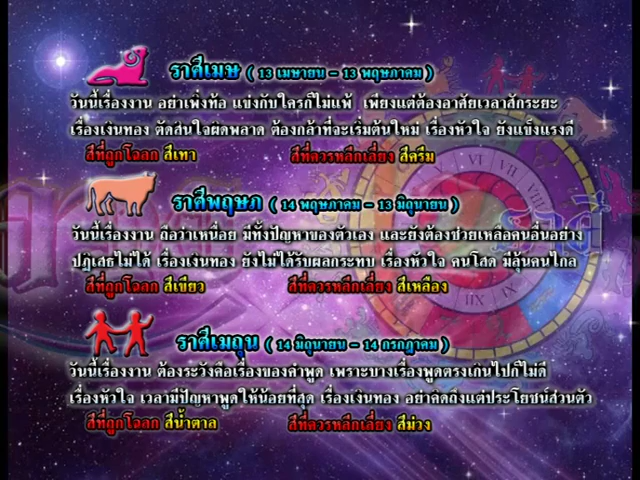 ราศีเมษ ( 13 เมษายน - 13 พฤษภาคม )
วันนี้เรื่องงาน อย่าเพิ่งท้อ แข่งกับใครก็ไม่แพ้ เพียงแต่ต้องอาศัยเวลาสักระยะ
เรื่องเงินทอง ตัดสินใจผิดพลาด ต้องกล้าที่จะเริ่มต้นใหม่ เรื่องหัวใจ ยังแข็งแรงดี
สีที่ถูกโฉลก สีเทา สีที่ควรหลีกเลี่ยง สีครีม
ราศีพฤษภ ( 14 พฤษภาคม - 13 มิถุนายน )
วันนี้เรื่องงาน ถือว่าเหนื่อย มีทั้งปัญหาของตัวเอง และยังต้องช่วยเหลือคนอื่นอย่าง
ปฏิเสธไม่ได้ เรื่องเงินทอง ยังไม่ได้รับผลกระทบ เรื่องหัวใจ คนโสด มีลุ้นคนไกล
สีที่ถูกโฉลก สีเขียว สีที่ควรหลีกเลี่ยง สีเหลือง
ราศีเมถุน ( 14 มิถุนายน - 14 กรกฎาคม )
วันนี้เรื่องงาน ต้องระวังคือเรื่องของคำพูด เพราะบางเรื่องพูดตรงเกินไปก็ไม่ดี
เรื่องหัวใจ เวลามีปัญหาพูดให้น้อยที่สุด เรื่องเงินทอง อย่าคิดถึงแต่ประโยชน์ส่วนตัว
สีที่ถูกโฉลก สีน้ำตาล สีที่ควรหลีกเลี่ยง สีม่วง